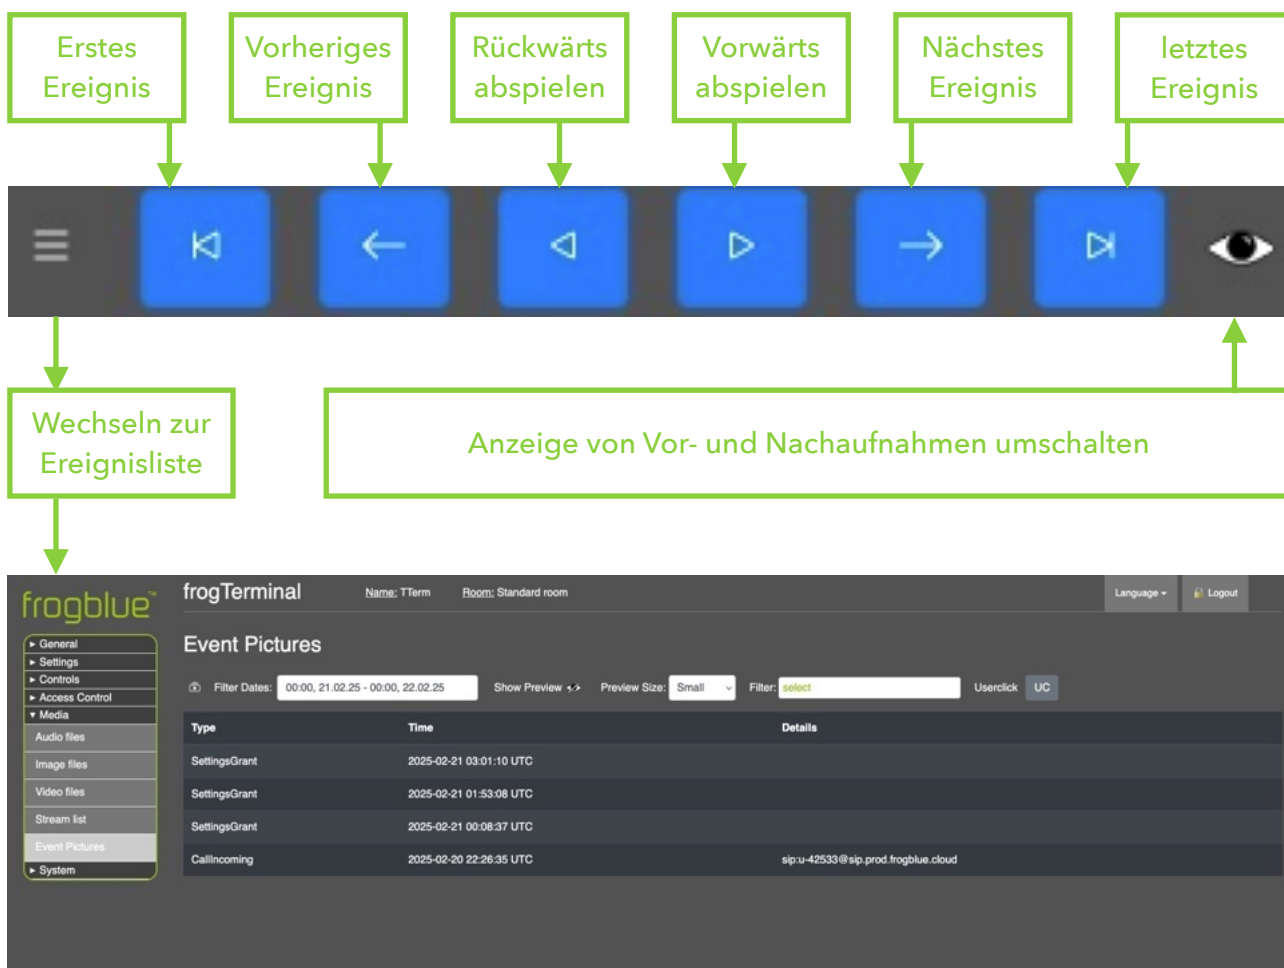 Erstes
Ereignis
Vorheriges
Ereignis
Rückwärts
abspielen
Vorwärts
abspielen
Nächstes
Ereignis
letztes
Ereignis
Wechseln zur
Ereignisliste
Anzeige von Vor- und Nachaufnahmen umschalten
frogblue™
frogTerminal
Name: TTerm
Room: Standard room
Language
Logout
General
Settings
Controls
Access Control
Media
Audio files
Image files
Video files
Stream list
Event Pictures
System
Event Pictures
Filter Dates: 00:00, 21.02.25 - 00:00, 22.02.25 Show Preview Preview Size: Small Filter: select Userclick UC
Type Time Details
SettingsGrant 2025-02-21 03:01:10 UTC
SettingsGrant 2025-02-21 01:53:08 UTC
SettingsGrant 2025-02-21 00:08:37 UTC
CallIncoming 2025-02-20 22:26:35 UTC sip:u-42533@sip.prod.frogblue.cloud